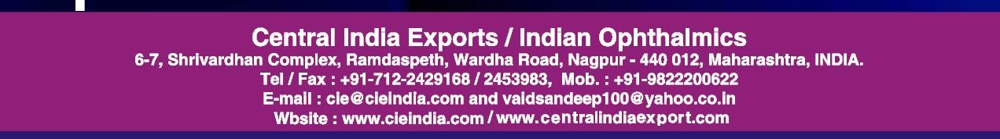 Central India Exports / Indian Ophthalmics
6-7, Shrivardhan Complex, Ramdaspeth, Wardha Road, Nagpur - 440 012, Maharashtra, INDIA.
Tel / Fax : +91-712-2429168 / 2453983,  Mob. : +91-9822200622
E-mail : cie@cieindia.com and vaidsandeep100@yahoo.co.in
Wbsite : www.cieindia.com / www.centralindiaexport.com